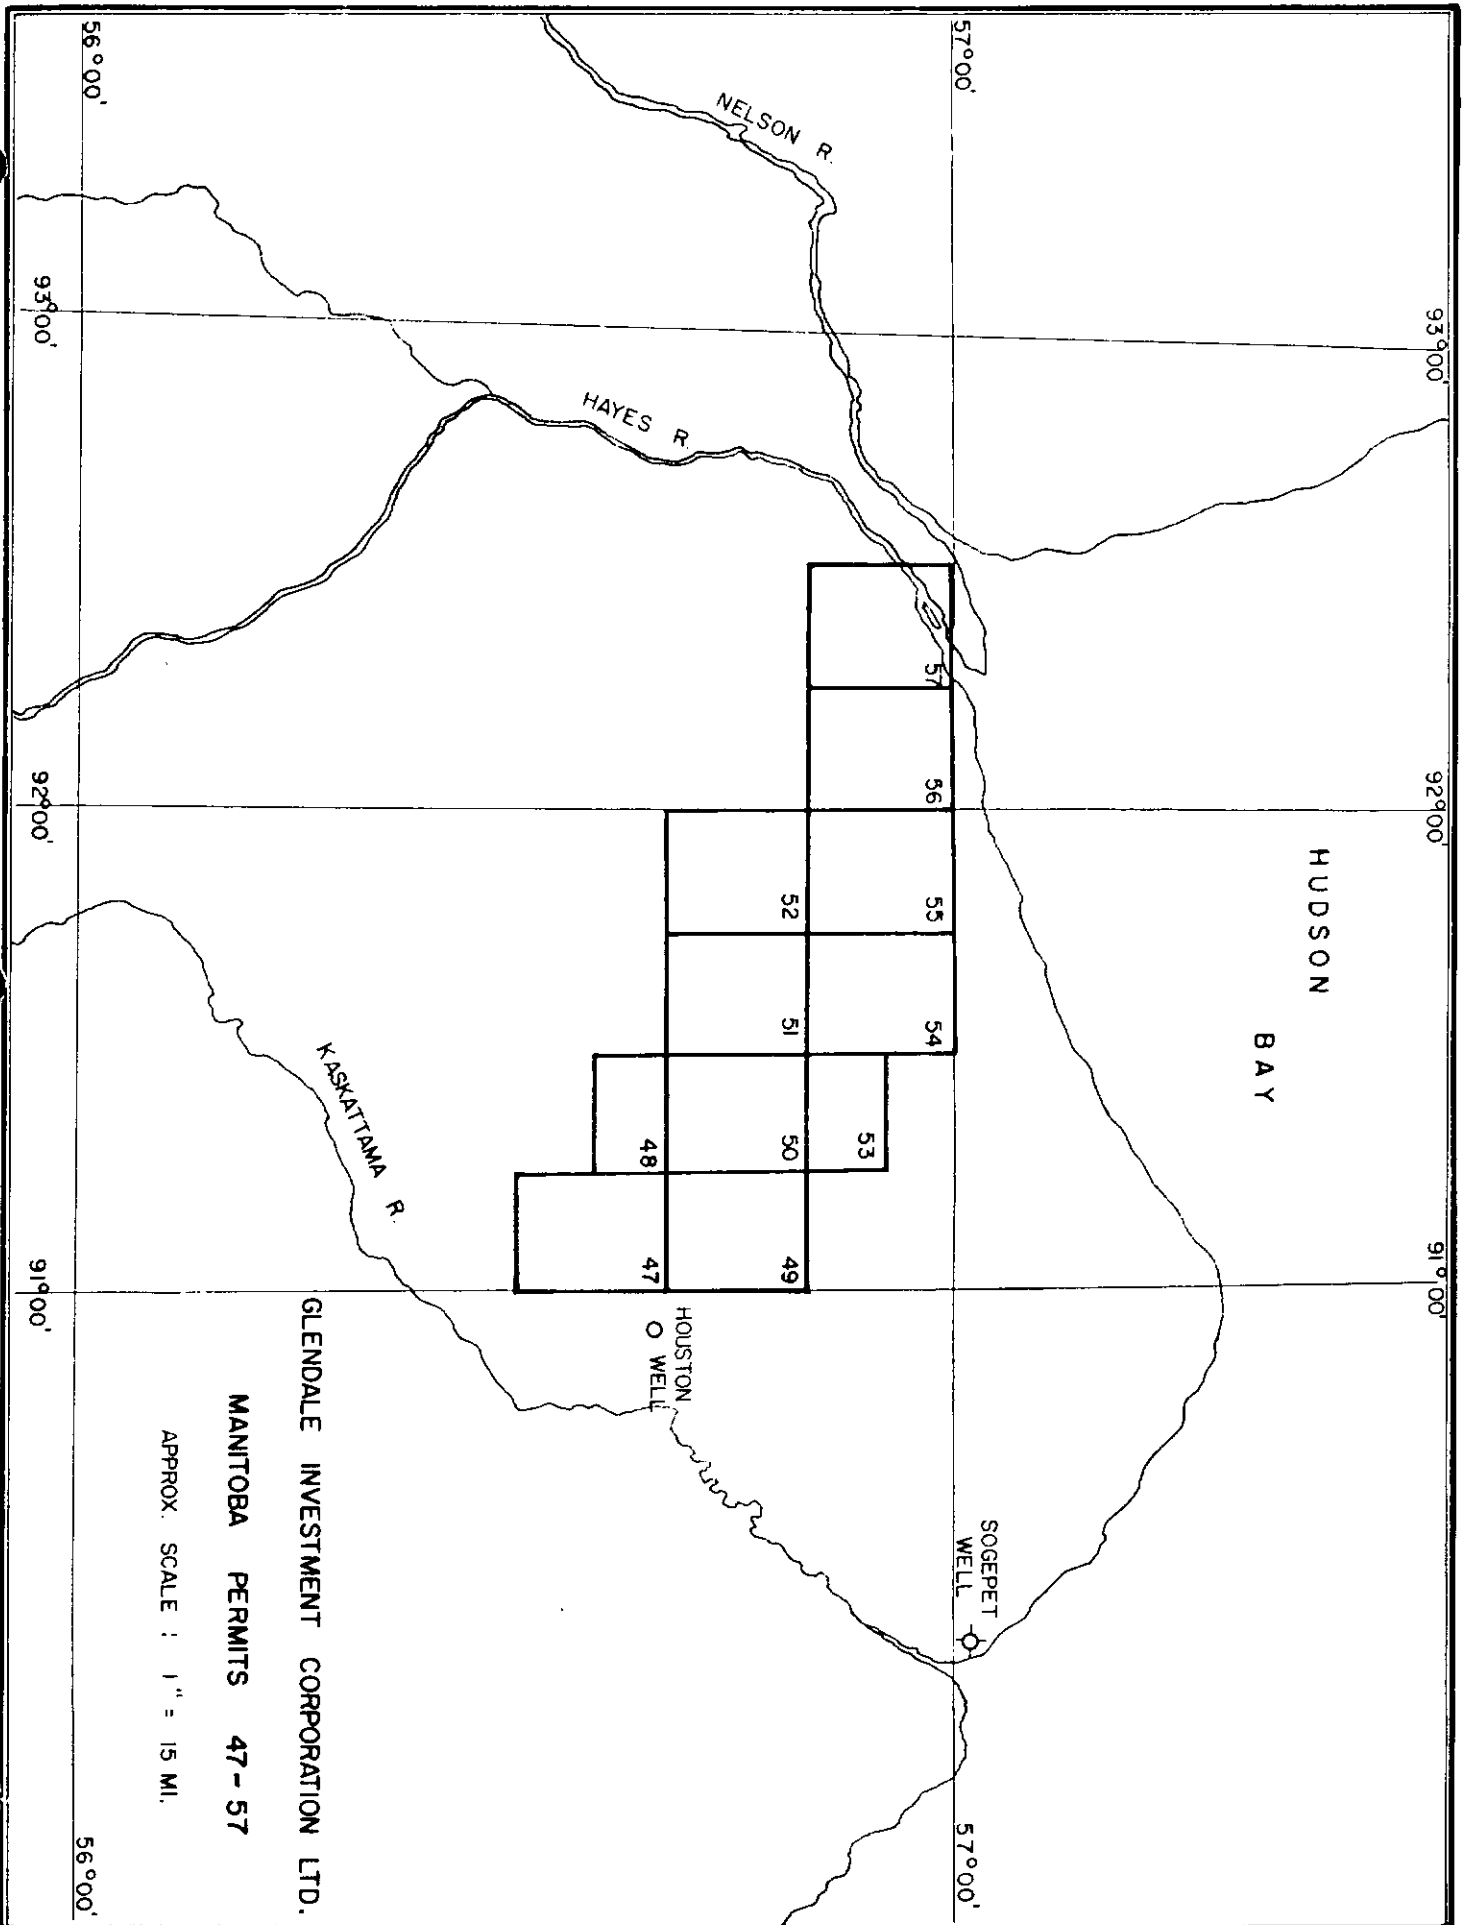 93°00'
92°00'
91°00'
HUDSON
BAY
57°00'
57°00'
SOGEPET
WELL
NELSON R.
57
56
55
54
53
52
51
50
49
HAYES R.
48
47
HOUSTON
WELL
KASKATTAMA R.
GLENDALE INVESTMENT CORPORATION LTD.
MANITOBA PERMITS 47-57
APPROX. SCALE : 1" = 15 MI.
56°00'
56°00'
93°00'
92°00'
91°00'